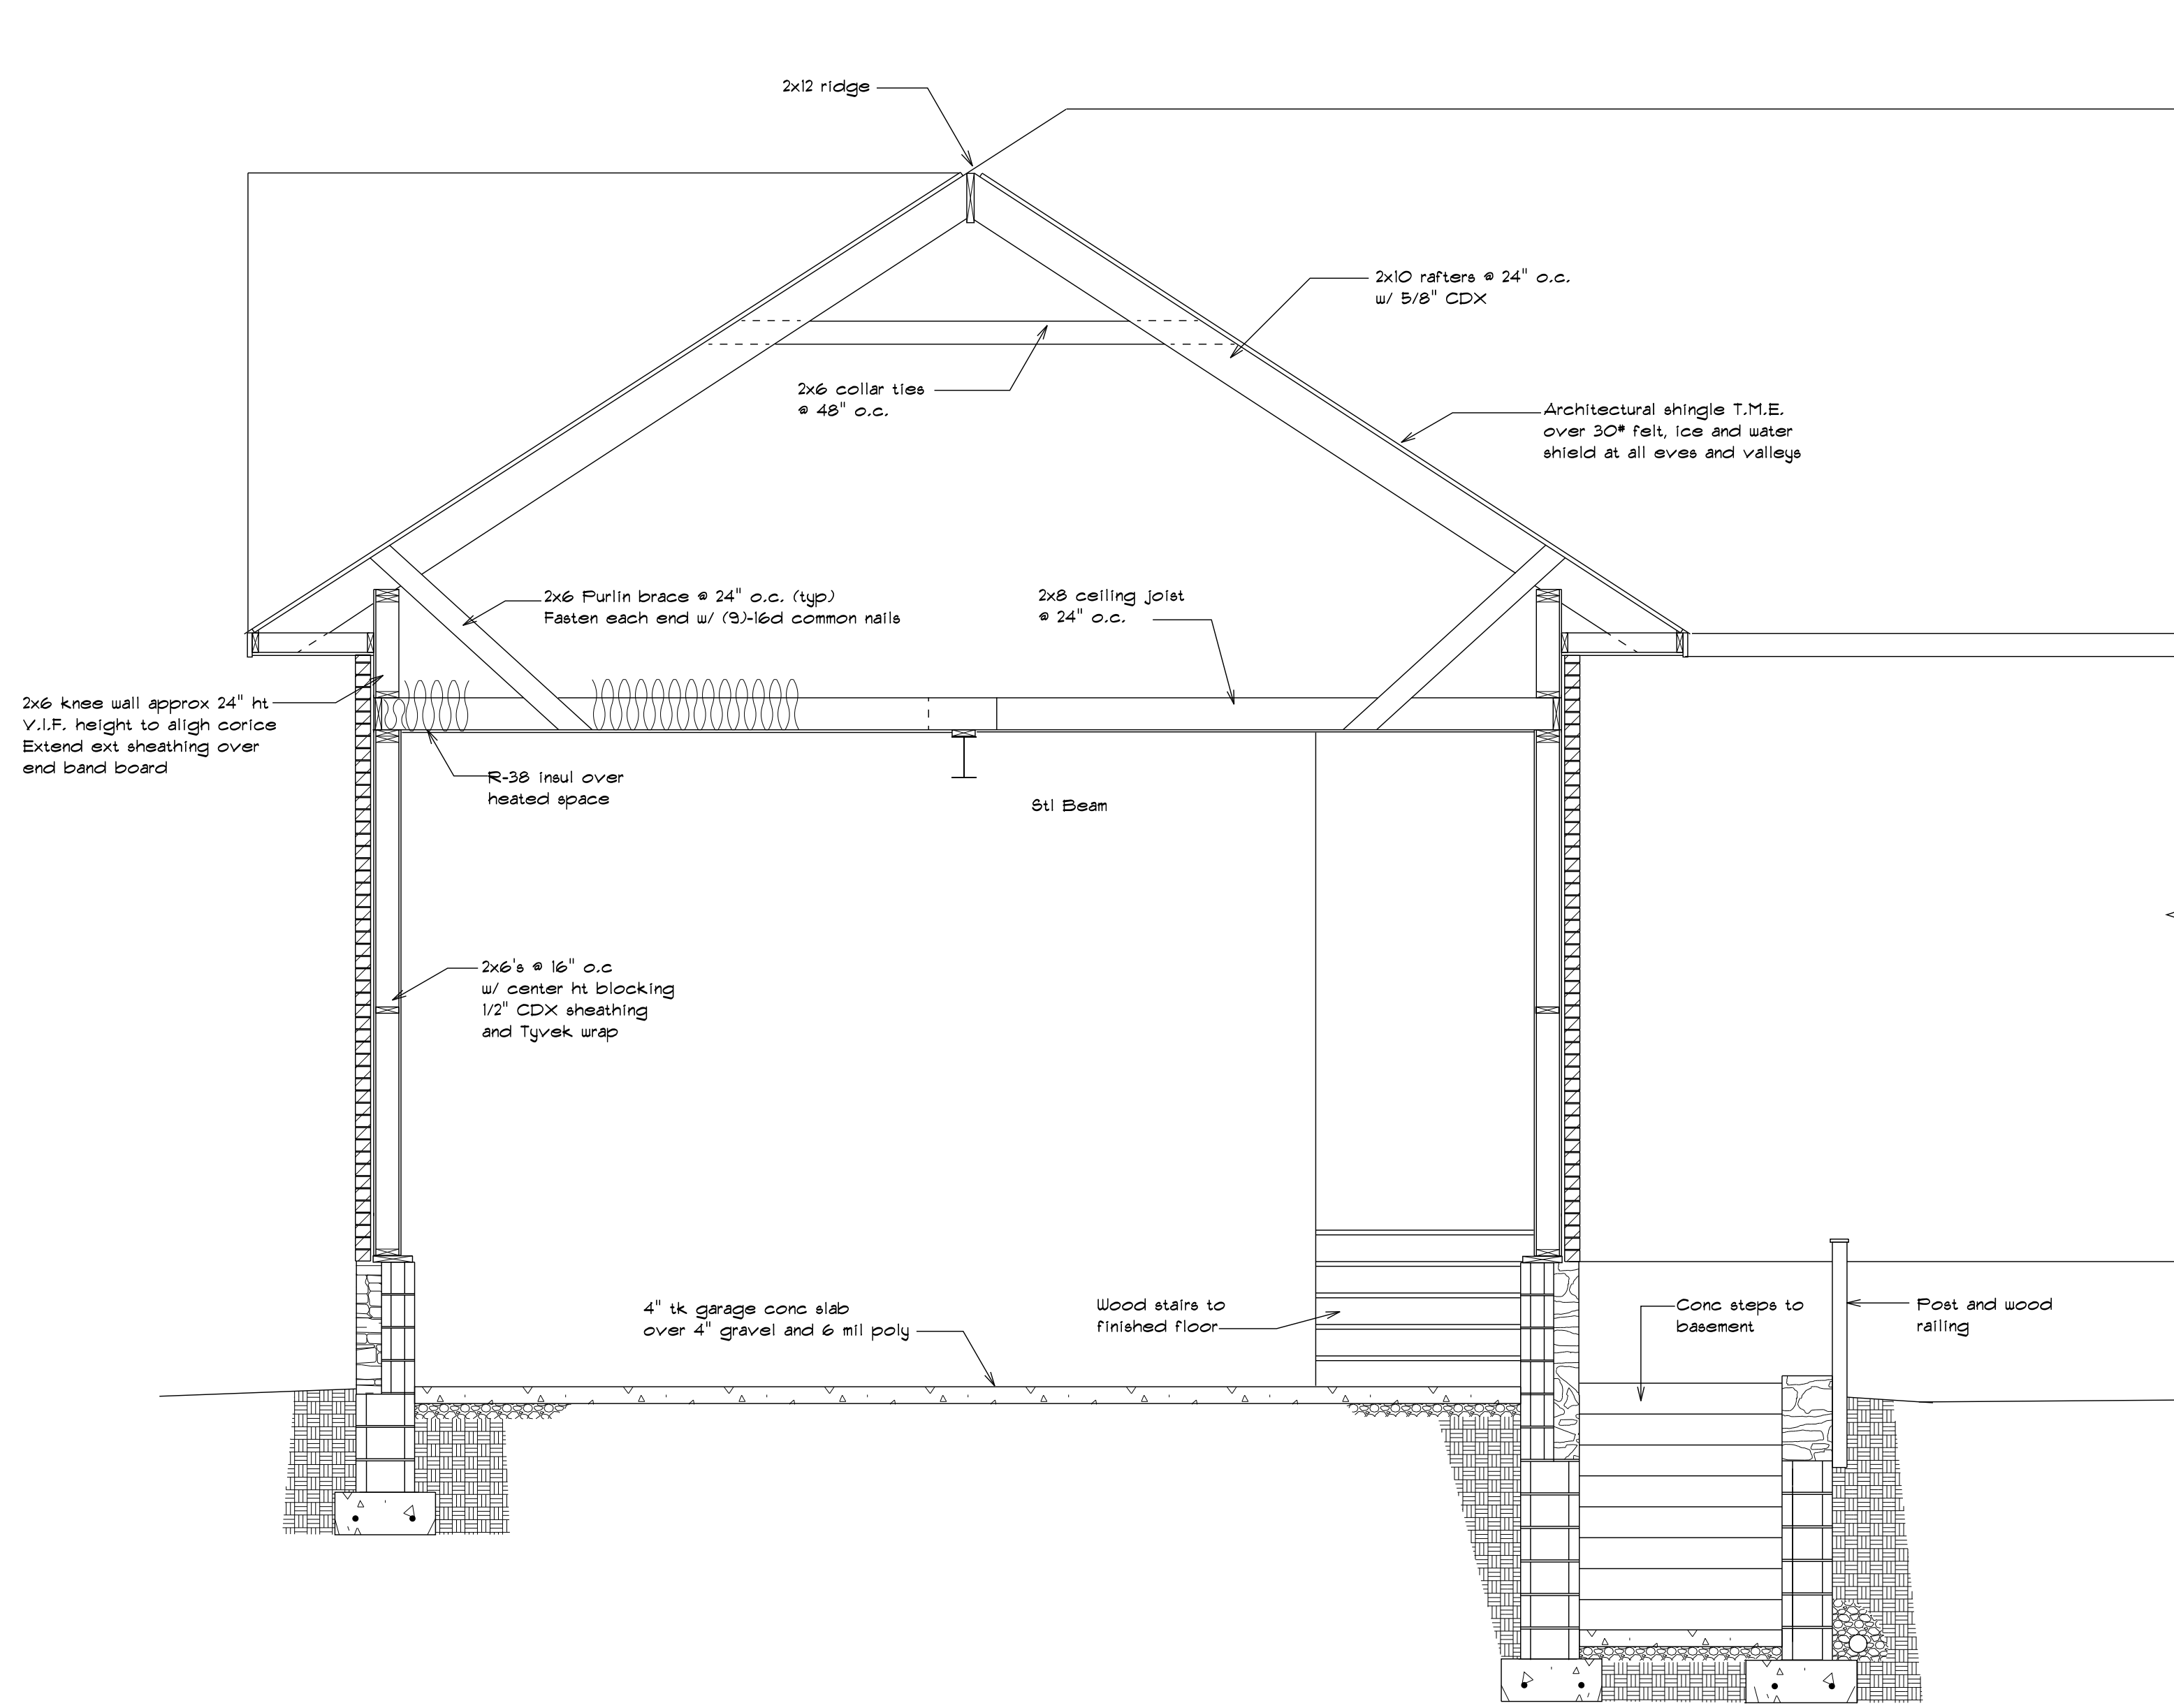 2x12 ridge
2x10 rafters @ 24" o.c.
w/ 5/8" CDX
2x6 collar ties
@ 48" o.c.
Architectural shingle T.M.E.
over 30# felt, ice and water
shield at all eves and valleys
2x6 Purlin brace @ 24" o.c. (typ.)
Fasten each end w/ (9)-16d common nails
2x8 ceiling joist
@ 24" o.c.
2x6 knee wall approx 24" ht
V.I.F. height to aligh corice
Extend ext sheathing over
end band board
R-38 insul over
heated space
Stl Beam
2x6's @ 16" o.c
w/ center ht blocking
1/2" CDX sheathing
and Tyvek wrap
4" tk garage conc slab
over 4" gravel and 6 mil poly
Wood stairs to
finished floor
Conc steps to
basement
Post and wood
railing